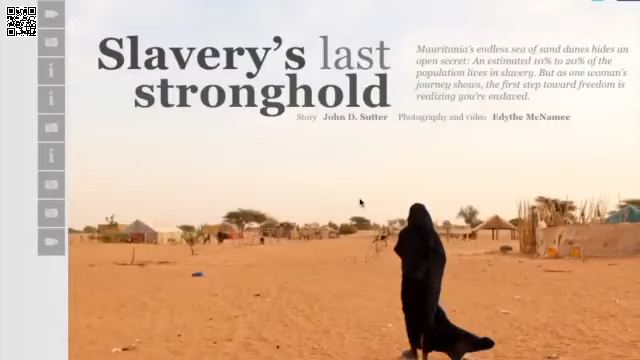 Slavery's last
stronghold
Mauritania's endless sea of sand dunes hides an
open secret: An estimated 10% to 20% of the
population lives in slavery. But as one woman's
journey shows, the first step toward freedom is
realizing you're enslaved.
Story John D. Sutter Photography and video Edythe McNamee